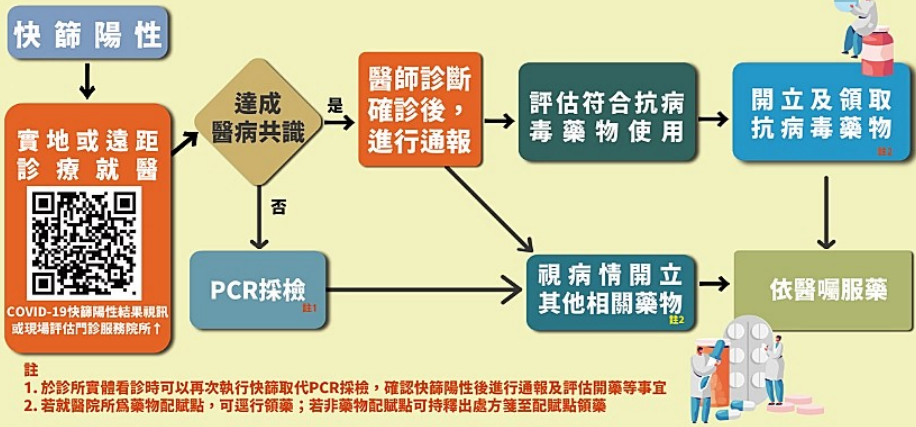 快篩陽性
實地或遠距
診療就醫
COVID-19快篩陽性結果視訊
或現場評估門診服務院所↑
達成
醫病共識
是
否
醫師診斷
確診後，
進行通報
評估符合抗病
毒藥物使用
開立及領取
抗病毒藥物
註2
PCR採檢
註1
視病情開立
其他相關藥物
註2
依醫囑服藥
註
1. 於診所實體看診時可以再次執行快篩取代PCR採檢，確認快篩陽性後進行通報及評估開藥等事宜
2. 若就醫院所為藥物配賦點，可逕行領藥；若非藥物配賦點可持釋出處方箋至配賦點領藥